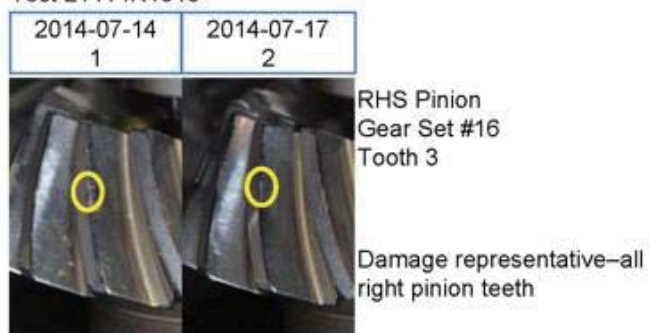 2014-07-14
1
2014-07-17
2
RHS Pinion
Gear Set #16
Tooth 3
Damage representative–all
right pinion teeth